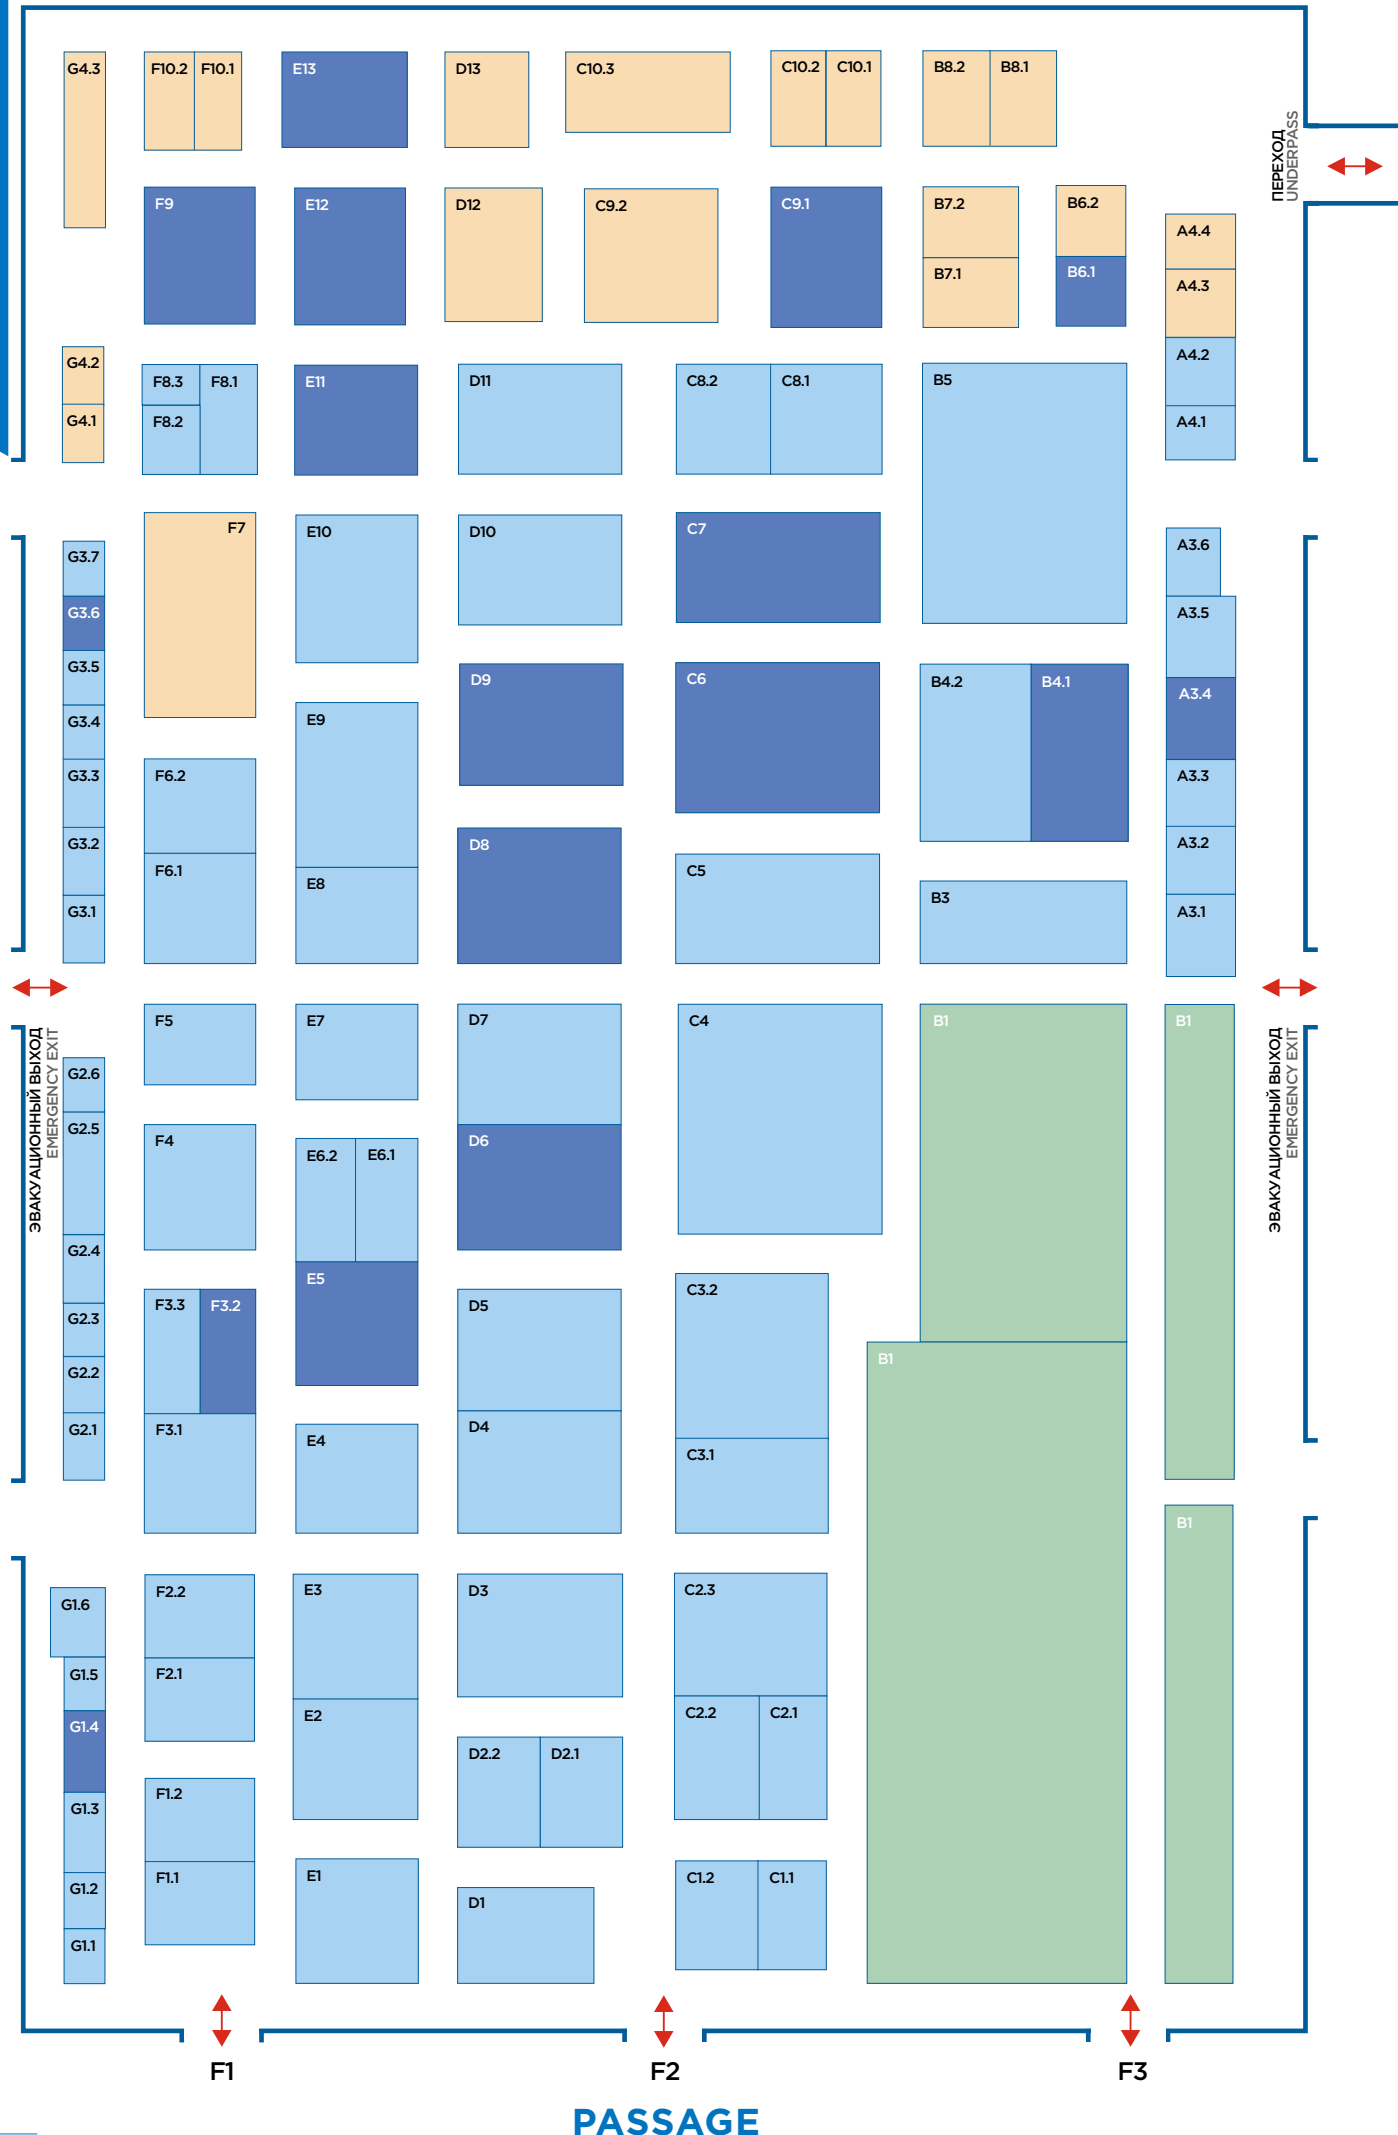 G4.3
F10.2
F10.1
E13
D13
C10.3
C10.2
C10.1
B8.2
B8.1
ПЕРЕХОД
UNDERPASS
F9
E12
D12
C9.2
C9.1
B7.2
B6.2
A4.4
B7.1
B6.1
A4.3
G4.2
F8.3
F8.1
E11
D11
C8.2
C8.1
B5
A4.2
G4.1
F8.2
A4.1
F7
E10
D10
C7
G3.7
A3.6
G3.6
A3.5
G3.5
D9
C6
B4.2
B4.1
A3.4
G3.4
E9
G3.3
F6.2
A3.3
G3.2
D8
A3.2
F6.1
E8
C5
B3
G3.1
A3.1
F5
E7
D7
C4
B1
B1
ЭВАКУАЦИОННЫЙ ВЫХОД
EMERGENCY EXIT
ЭВАКУАЦИОННЫЙ ВЫХОД
EMERGENCY EXIT
G2.6
G2.5
F4
E6.2
E6.1
D6
G2.4
E5
C3.2
F3.3
F3.2
D5
G2.3
B1
G2.2
G2.1
F3.1
E4
D4
C3.1
B1
G1.6
F2.2
E3
D3
C2.3
G1.5
F2.1
G1.4
E2
C2.2
C2.1
D2.2
D2.1
G1.3
F1.2
G1.2
F1.1
E1
C1.2
C1.1
D1
G1.1
F1
F2
F3
PASSAGE